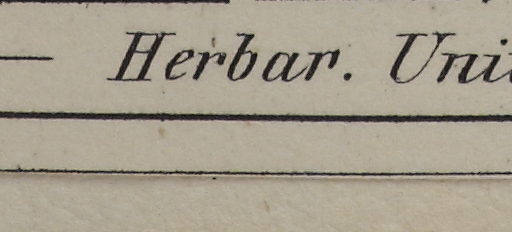 — Herbar. Uni